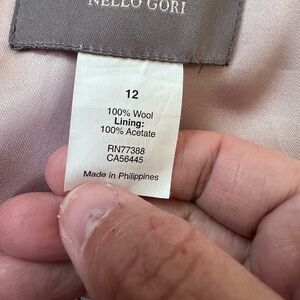 NELLO GORI
12
100% Wool
Lining:
100% Acetate
RN77388
CA56445
Made in Philippines